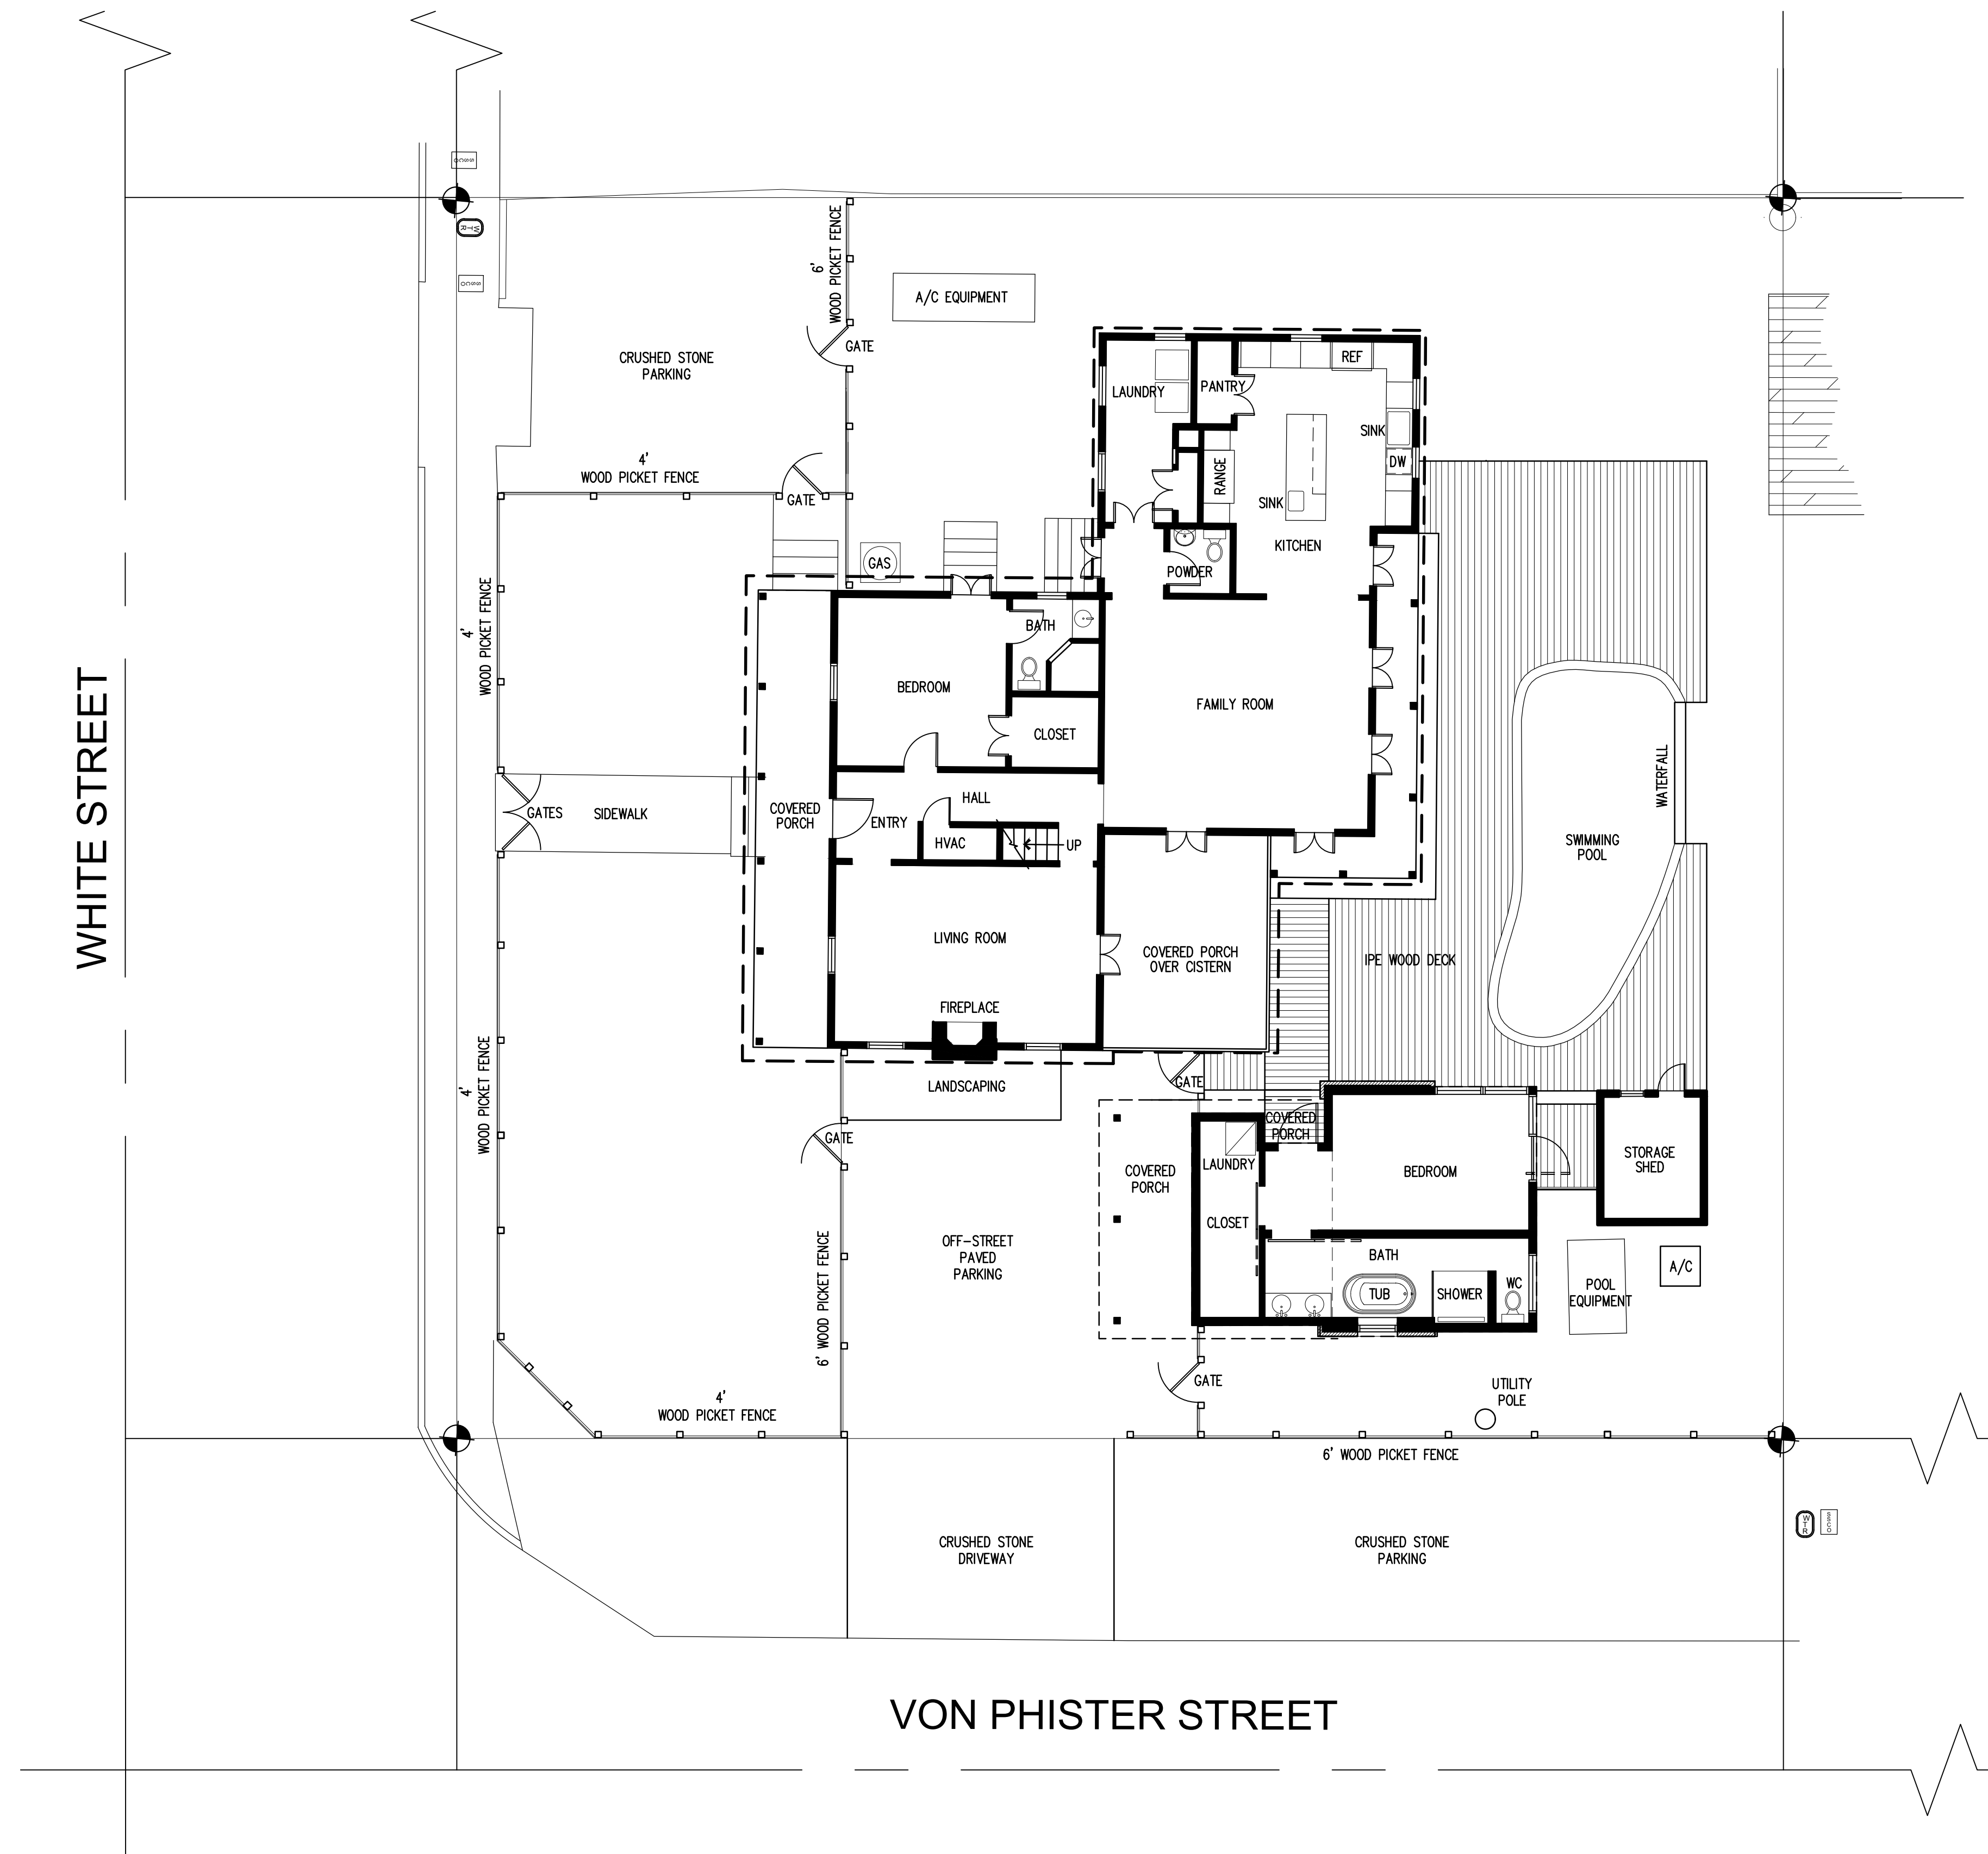 SSCO
WTR
SSCO
6'
WOOD PICKET FENCE
A/C EQUIPMENT
GATE
CRUSHED STONE
PARKING
REF
LAUNDRY
PANTRY
SINK
DW
RANGE
SINK
4'
WOOD PICKET FENCE
GATE
KITCHEN
GAS
POWDER
4'
WOOD PICKET FENCE
BATH
BEDROOM
FAMILY ROOM
CLOSET
WHITE STREET
GATES
SIDEWALK
COVERED
PORCH
ENTRY
HALL
HVAC
UP
WATERFALL
SWIMMING
POOL
LIVING ROOM
COVERED PORCH
OVER CISTERN
IPE WOOD DECK
FIREPLACE
4'
WOOD PICKET FENCE
LANDSCAPING
GATE
GATE
COVERED
PORCH
COVERED
PORCH
LAUNDRY
BEDROOM
STORAGE
SHED
CLOSET
OFF-STREET
PAVED
PARKING
BATH
A/C
POOL
EQUIPMENT
TUB
SHOWER
WC
6' WOOD PICKET FENCE
GATE
UTILITY
POLE
4'
WOOD PICKET FENCE
6' WOOD PICKET FENCE
WTR
SSCO
CRUSHED STONE
DRIVEWAY
CRUSHED STONE
PARKING
VON PHISTER STREET